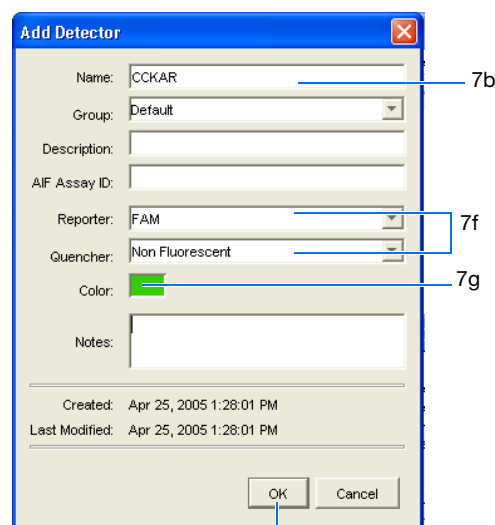 Add Detector
Name: CCKAR 7b
Group: Default
Description:
AIF Assay ID:
Reporter: FAM
7f
Quencher: Non Fluorescent
Color: 7g
Notes:
Created: Apr 25, 2005 1:28:01 PM
Last Modified: Apr 25, 2005 1:28:01 PM
OK Cancel